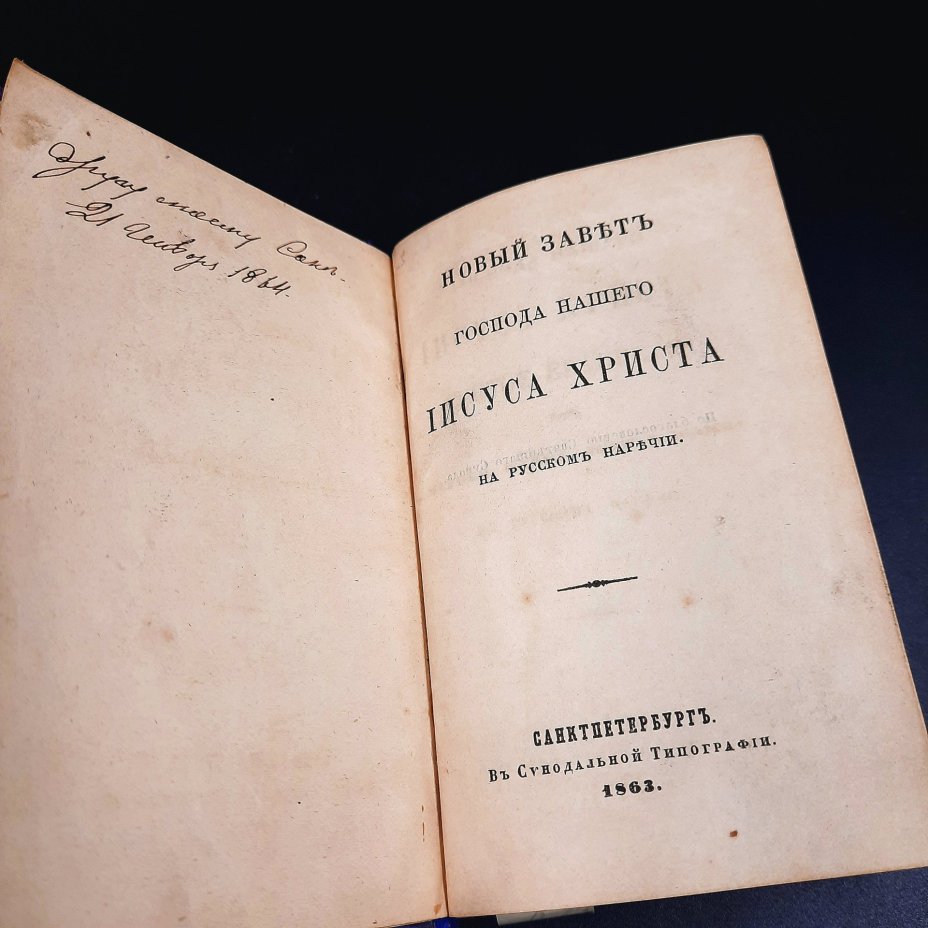 Другу моему Саш.
21 Генваря 1864.
НОВЫЙ ЗАВѢТЪ
ГОСПОДА НАШЕГО
ІИСУСА ХРИСТА
НА РУССКОМЪ НАРѢЧІИ.
САНКТПЕТЕРБУРГЪ.
Въ Сѵнодальной Типографіи.
1863.